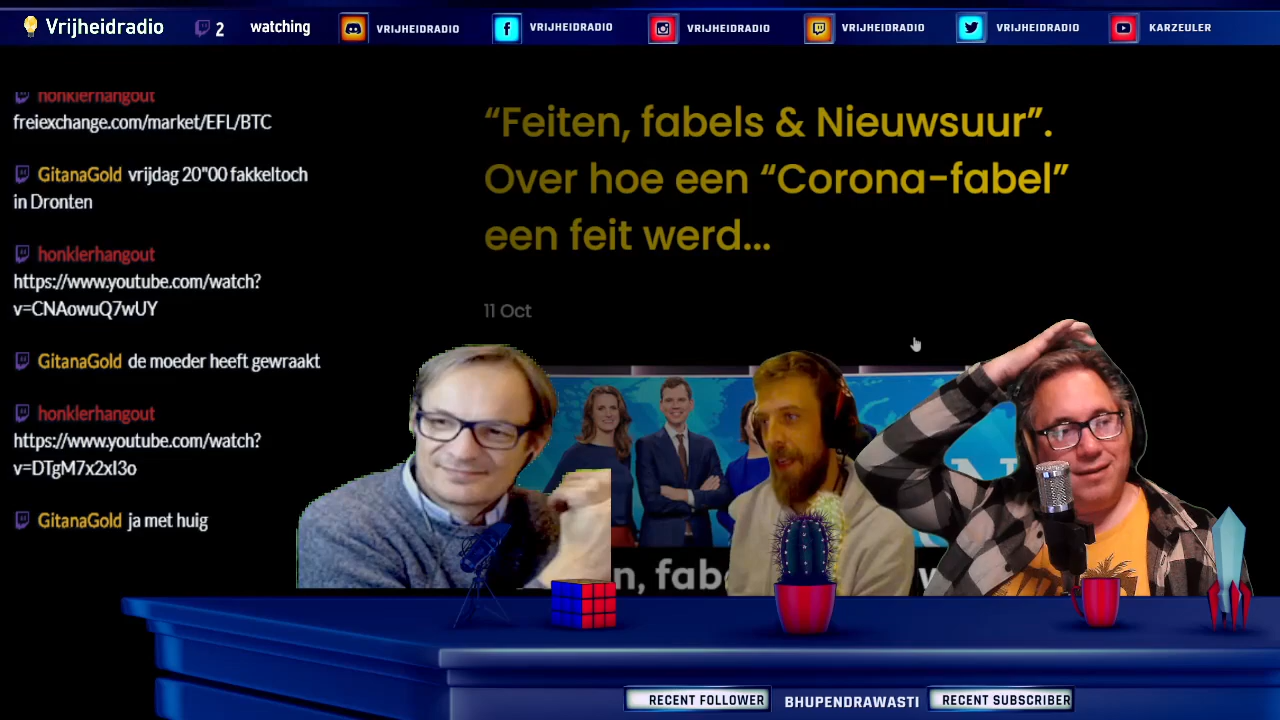 Vrijheidradio
2
watching
VRIJHEIDRADIO
VRIJHEIDRADIO
VRIJHEIDRADIO
VRIJHEIDRADIO
VRIJHEIDRADIO
KARZEULER
honklerhangout
freiexchange.com/market/EFL/BTC
GitanaGold vrijdag 20"00 fakkeltoch
in Dronten
honklerhangout
https://www.youtube.com/watch?
v=CNAowuQ7wUY
GitanaGold de moeder heeft gewraakt
honklerhangout
https://www.youtube.com/watch?
v=DTgM7x2xI3o
GitanaGold ja met huig
“Feiten, fabels & Nieuwsuur”.
Over hoe een “Corona-fabel”
een feit werd...
11 Oct
RECENT FOLLOWER
BHUPENDRAWASTI
RECENT SUBSCRIBER